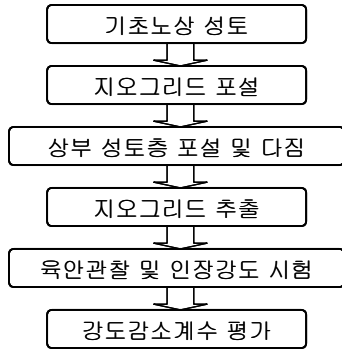 기초노상 성토
지오그리드 포설
상부 성토층 포설 및 다짐
지오그리드 추출
육안관찰 및 인장강도 시험
강도감소계수 평가